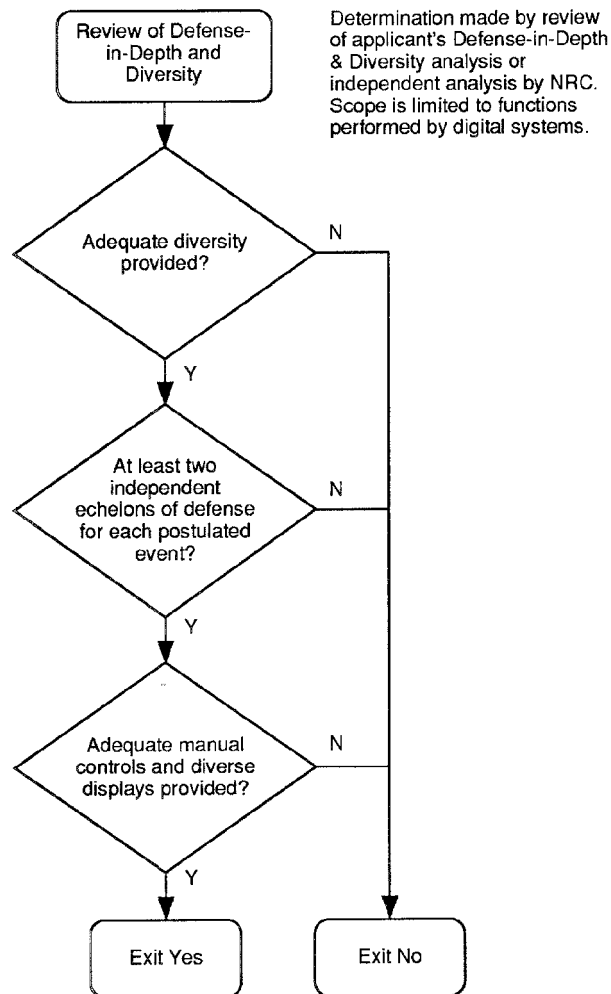 Review of Defense-
in-Depth and
Diversity
Determination made by review
of applicant's Defense-in-Depth
& Diversity analysis or
independent analysis by NRC.
Scope is limited to functions
performed by digital systems.
Adequate diversity
provided?
N
Y
At least two
independent
echelons of defense
for each postulated
event?
N
Y
Adequate manual
controls and diverse
displays provided?
N
Y
Exit Yes
Exit No